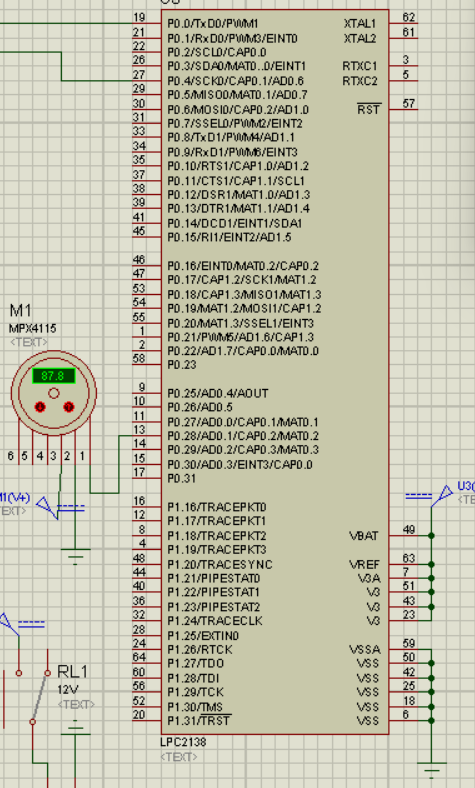 19 P0.0/TxD0/PWM1 XTAL1 62
21 P0.1/RxD0/PWM3/EINT0 XTAL2 61
22 P0.2/SCL0/CAP0.0
26 P0.3/SDA0/MAT0..0/EINT1 RTXC1 3
27 P0.4/SCK0/CAP0.1/AD0.6 RTXC2 5
29 P0.5/MISO0/MAT0.1/AD0.7
30 P0.6/MOSI0/CAP0.2/AD1.0 RST 57
31 P0.7/SSEL0/PWM2/EINT2
33 P0.8/TxD1/PWM4/AD1.1
34 P0.9/RxD1/PWM6/EINT3
35 P0.10/RTS1/CAP1.0/AD1.2
37 P0.11/CTS1/CAP1.1/SCL1
38 P0.12/DSR1/MAT1.0/AD1.3
39 P0.13/DTR1/MAT1.1/AD1.4
41 P0.14/DCD1/EINT1/SDA1
45 P0.15/RI1/EINT2/AD1.5
46 P0.16/EINT0/MAT0.2/CAP0.2
47 P0.17/CAP1.2/SCK1/MAT1.2
53 P0.18/CAP1.3/MISO1/MAT1.3
54 P0.19/MAT1.2/MOSI1/CAP1.2
55 P0.20/MAT1.3/SSEL1/EINT3
1 P0.21/PWM5/AD1.6/CAP1.3
2 P0.22/AD1.7/CAP0.0/MAT0.0
58 P0.23
M1
MPX4115
<TEXT>
87.8
6 5 4 3 2 1
9 P0.25/AD0.4/AOUT
10 P0.26/AD0.5
11 P0.27/AD0.0/CAP0.1/MAT0.1
13 P0.28/AD0.1/CAP0.2/MAT0.2
14 P0.29/AD0.2/CAP0.3/MAT0.3
15 P0.30/AD0.3/EINT3/CAP0.0
17 P0.31
M1(V+)
TEXT>
16 P1.16/TRACEPKT0
12 P1.17/TRACEPKT1
8 P1.18/TRACEPKT2 VBAT 49
4 P1.19/TRACEPKT3
48 P1.20/TRACESYNC VREF 63
44 P1.21/PIPESTAT0 V3A 7
40 P1.22/PIPESTAT1 V3 51
36 P1.23/PIPESTAT2 V3 43
32 P1.24/TRACECLK V3 23
28 P1.25/EXTIN0
24 P1.26/RTCK VSSA 59
64 P1.27/TDO VSS 50
60 P1.28/TDI VSS 42
56 P1.29/TCK VSS 25
52 P1.30/TMS VSS 18
20 P1.31/TRST VSS 6
U3(
<TE
RL1
12V
<TEXT>
LPC2138
<TEXT>